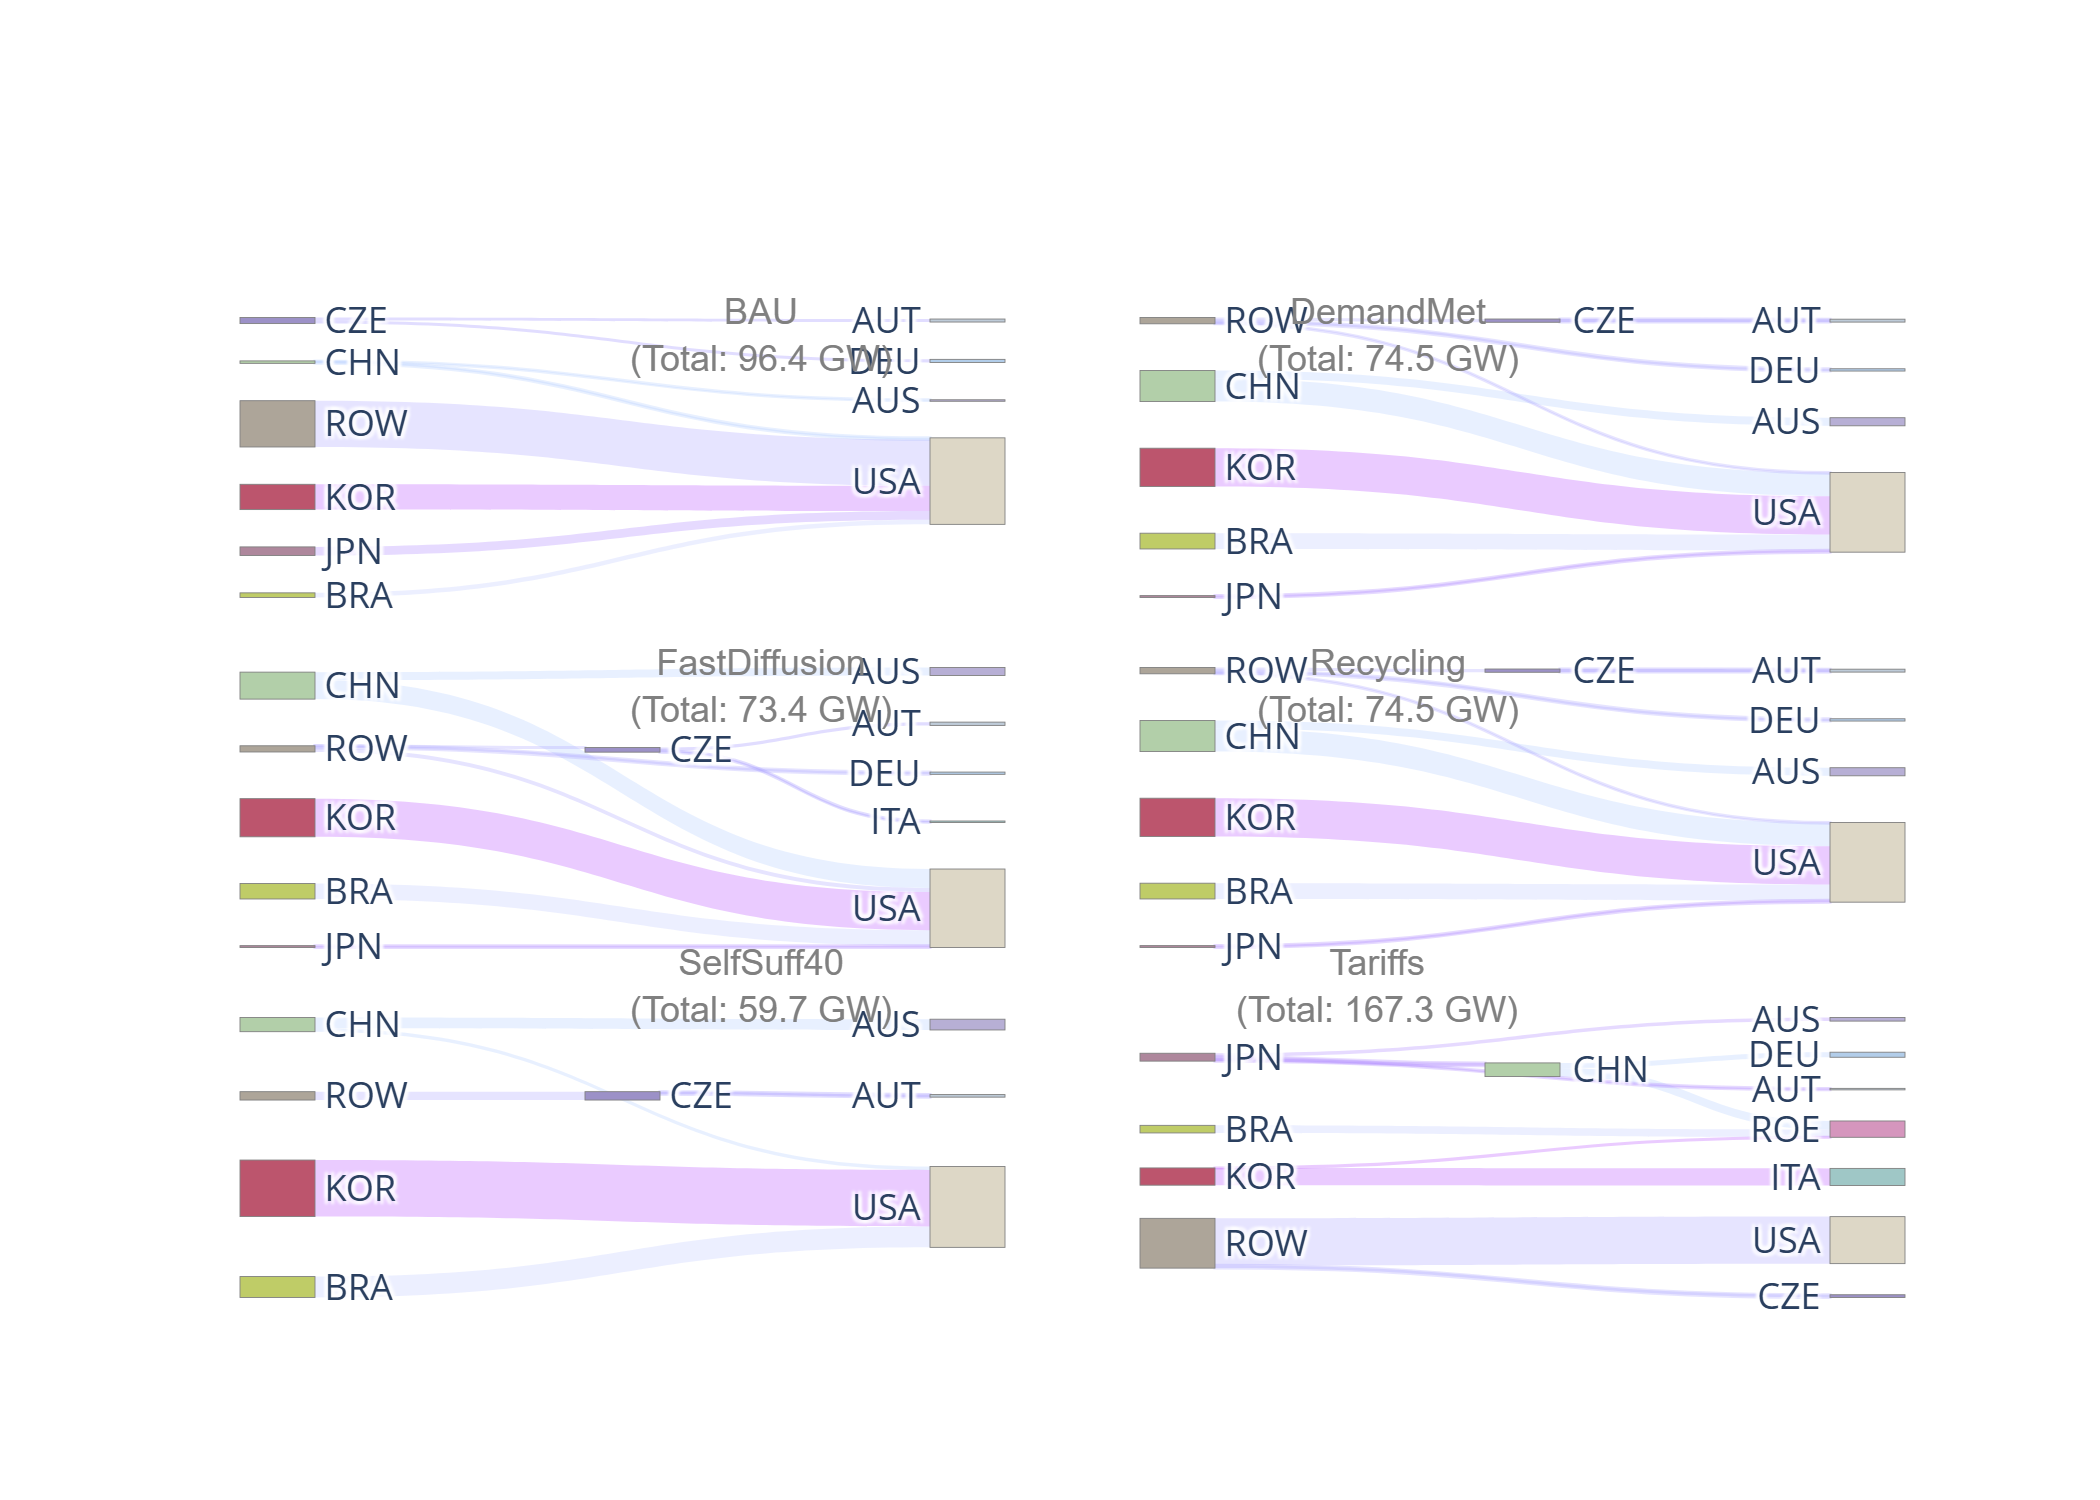 BAU
(Total: 96.4 GW)
CZE
CHN
ROW
KOR
JPN
BRA
AUT
DEU
AUS
USA
DemandMet
(Total: 74.5 GW)
ROW
CHN
KOR
BRA
JPN
CZE
AUT
DEU
AUS
USA
FastDiffusion
(Total: 73.4 GW)
CHN
ROW
KOR
BRA
JPN
CZE
AUS
AUT
DEU
ITA
USA
Recycling
(Total: 74.5 GW)
ROW
CHN
KOR
BRA
JPN
CZE
AUT
DEU
AUS
USA
SelfSuff40
(Total: 59.7 GW)
CHN
ROW
KOR
BRA
CZE
AUS
AUT
USA
Tariffs
(Total: 167.3 GW)
JPN
BRA
KOR
ROW
CHN
AUS
DEU
AUT
ROE
ITA
USA
CZE